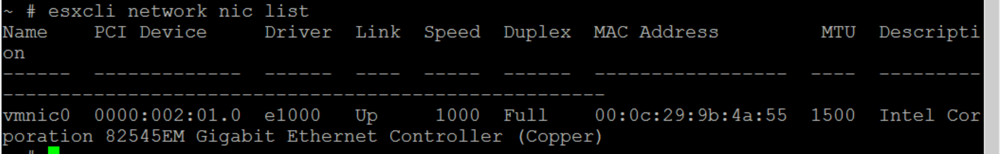 ~ # esxcli network nic list
Name    PCI Device     Driver  Link  Speed  Duplex  MAC Address         MTU  Descripti
on
------  -------------  ------  ----  -----  ------  -----------------  ----  ---------
-----------------------------------------------------
vmnic0  0000:002:01.0  e1000   Up     1000  Full    00:0c:29:9b:4a:55  1500  Intel Cor
poration 82545EM Gigabit Ethernet Controller (Copper)
~ #